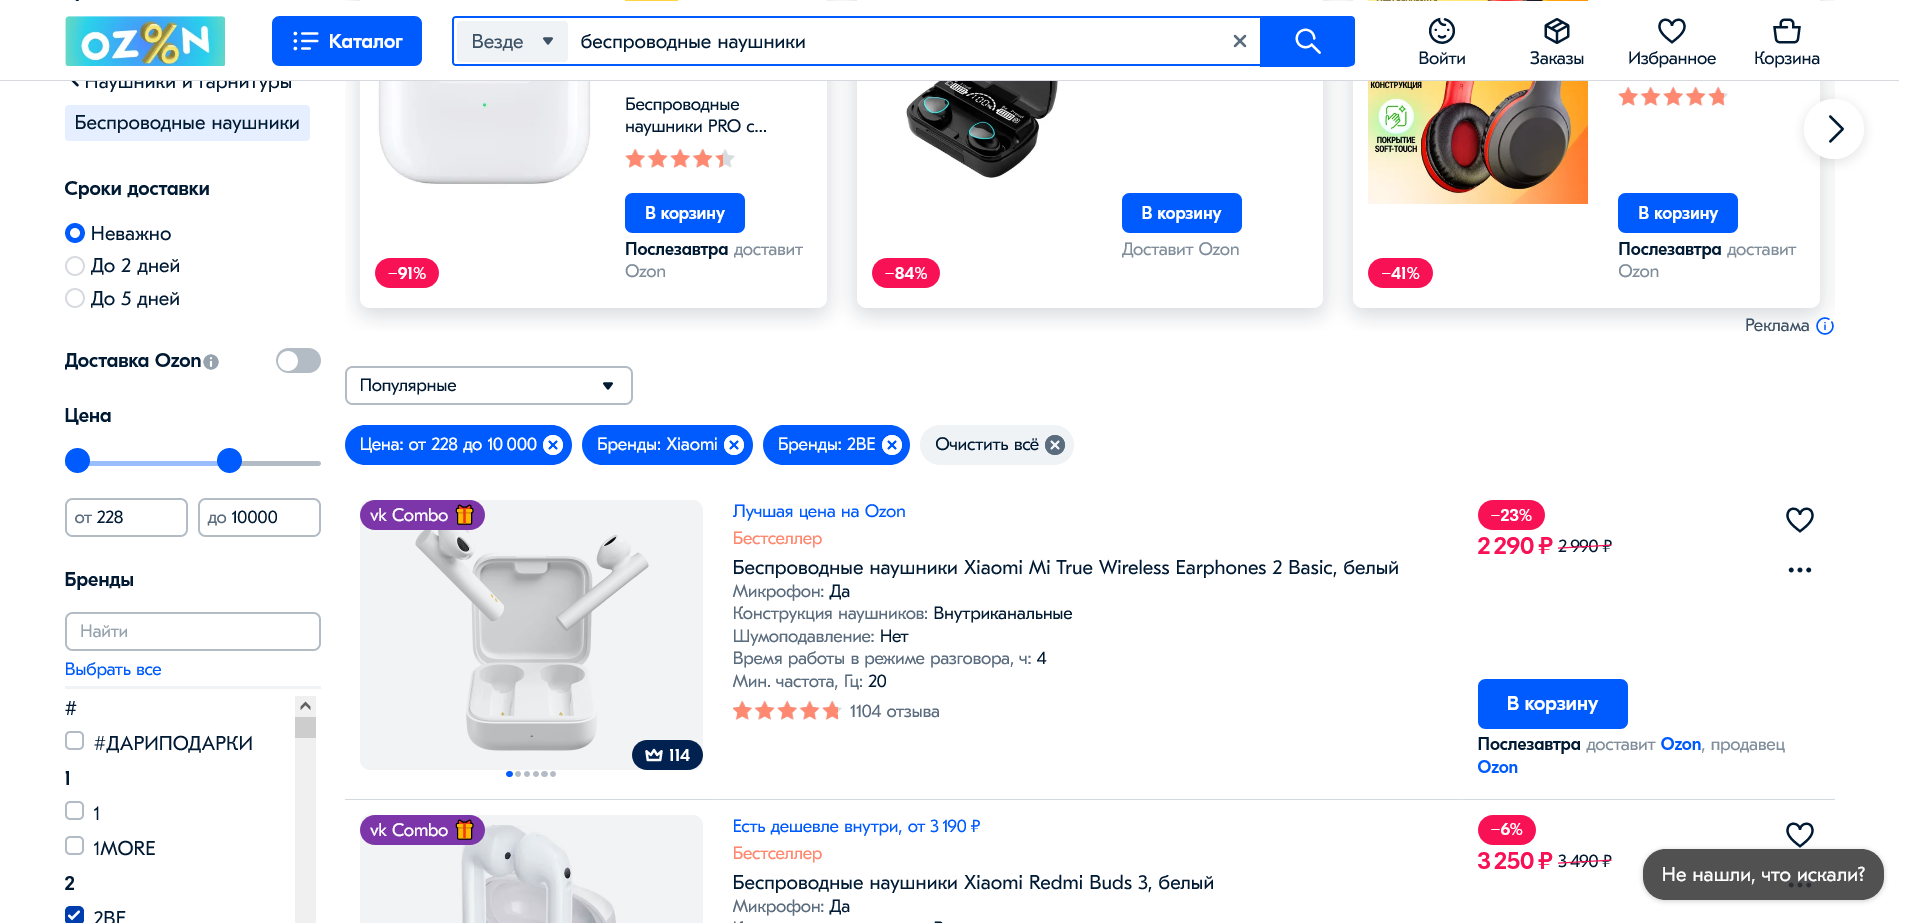 OZ%N
Каталог
Везде
беспроводные наушники
Войти
Заказы
Избранное
Корзина
Наушники и гарнитуры
Беспроводные наушники
Сроки доставки
Неважно
До 2 дней
До 5 дней
Доставка Ozon
Цена
от 228
до 10000
Бренды
Найти
Выбрать все
#
#ДАРИПОДАРКИ
1
1
1MORE
2
2BE
Беспроводные
наушники PRO с...
В корзину
Послезавтра доставит
Ozon
−91%
В корзину
Доставит Ozon
−84%
КОНСТРУКЦИЯ
ПОКРЫТИЕ
SOFT-TOUCH
В корзину
Послезавтра доставит
Ozon
−41%
Реклама
Популярные
Цена: от 228 до 10 000
Бренды: Xiaomi
Бренды: 2BE
Очистить всё
vk Combo
114
Лучшая цена на Ozon
Бестселлер
Беспроводные наушники Xiaomi Mi True Wireless Earphones 2 Basic, белый
Микрофон: Да
Конструкция наушников: Внутриканальные
Шумоподавление: Нет
Время работы в режиме разговора, ч: 4
Мин. частота, Гц: 20
1104 отзыва
−23%
2 290 ₽ 2 990 ₽
В корзину
Послезавтра доставит Ozon, продавец
Ozon
vk Combo
Есть дешевле внутри, от 3 190 ₽
Бестселлер
Беспроводные наушники Xiaomi Redmi Buds 3, белый
Микрофон: Да
−6%
3 250 ₽ 3 490 ₽
Не нашли, что искали?